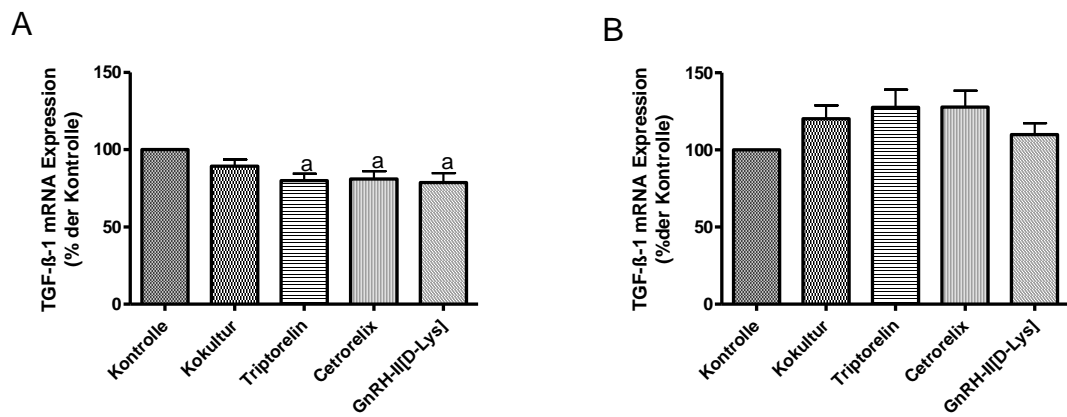 A
TGF-ß-1 mRNA Expression
(% der Kontrolle)
150
100
50
0
a
a
a
Kontrolle
Kokultur
Triptorelin
Cetrorelix
GnRH-II[D-Lys]
B
TGF-ß-1 mRNA Expression
(%der Kontrolle)
150
100
50
0
Kontrolle
Kokultur
Triptorelin
Cetrorelix
GnRH-II[D-Lys]